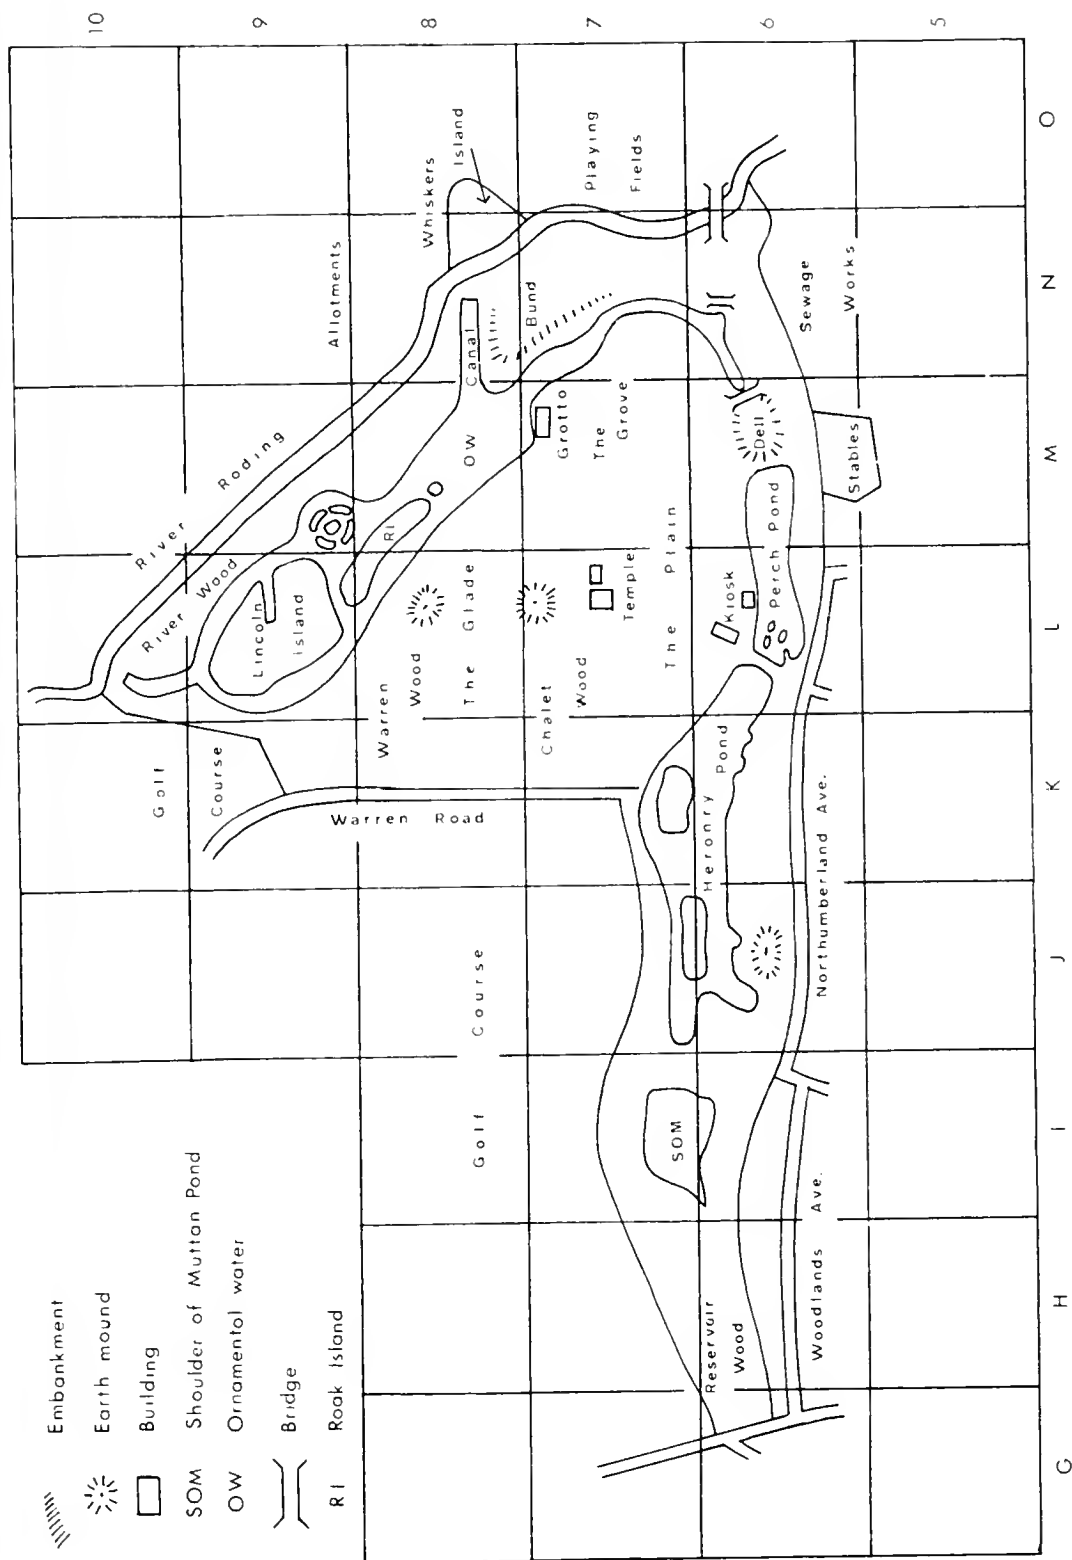 Embankment
Earth mound
Building
SOM Shoulder of Mutton Pond
OW Ornamentol water
Bridge
RI Rook Island
10
9
8
7
6
5
G
H
I
J
K
L
M
N
O
Golf
Course
River Wood
River Roding
Allotments
Lincoln
Island
RI
Whiskers
Island
Canal
OW
Bund
Playing
Fields
Warren
Wood
The Glade
Grotto
The
Grove
Warren Road
Chalet
Wood
Temple
The Plain
Golf Course
Kiosk
Dell
Perch Pond
Stables
Sewage
Works
Heronry Pond
Northumberland Ave.
SOM
Reservoir
Wood
Woodlands Ave.